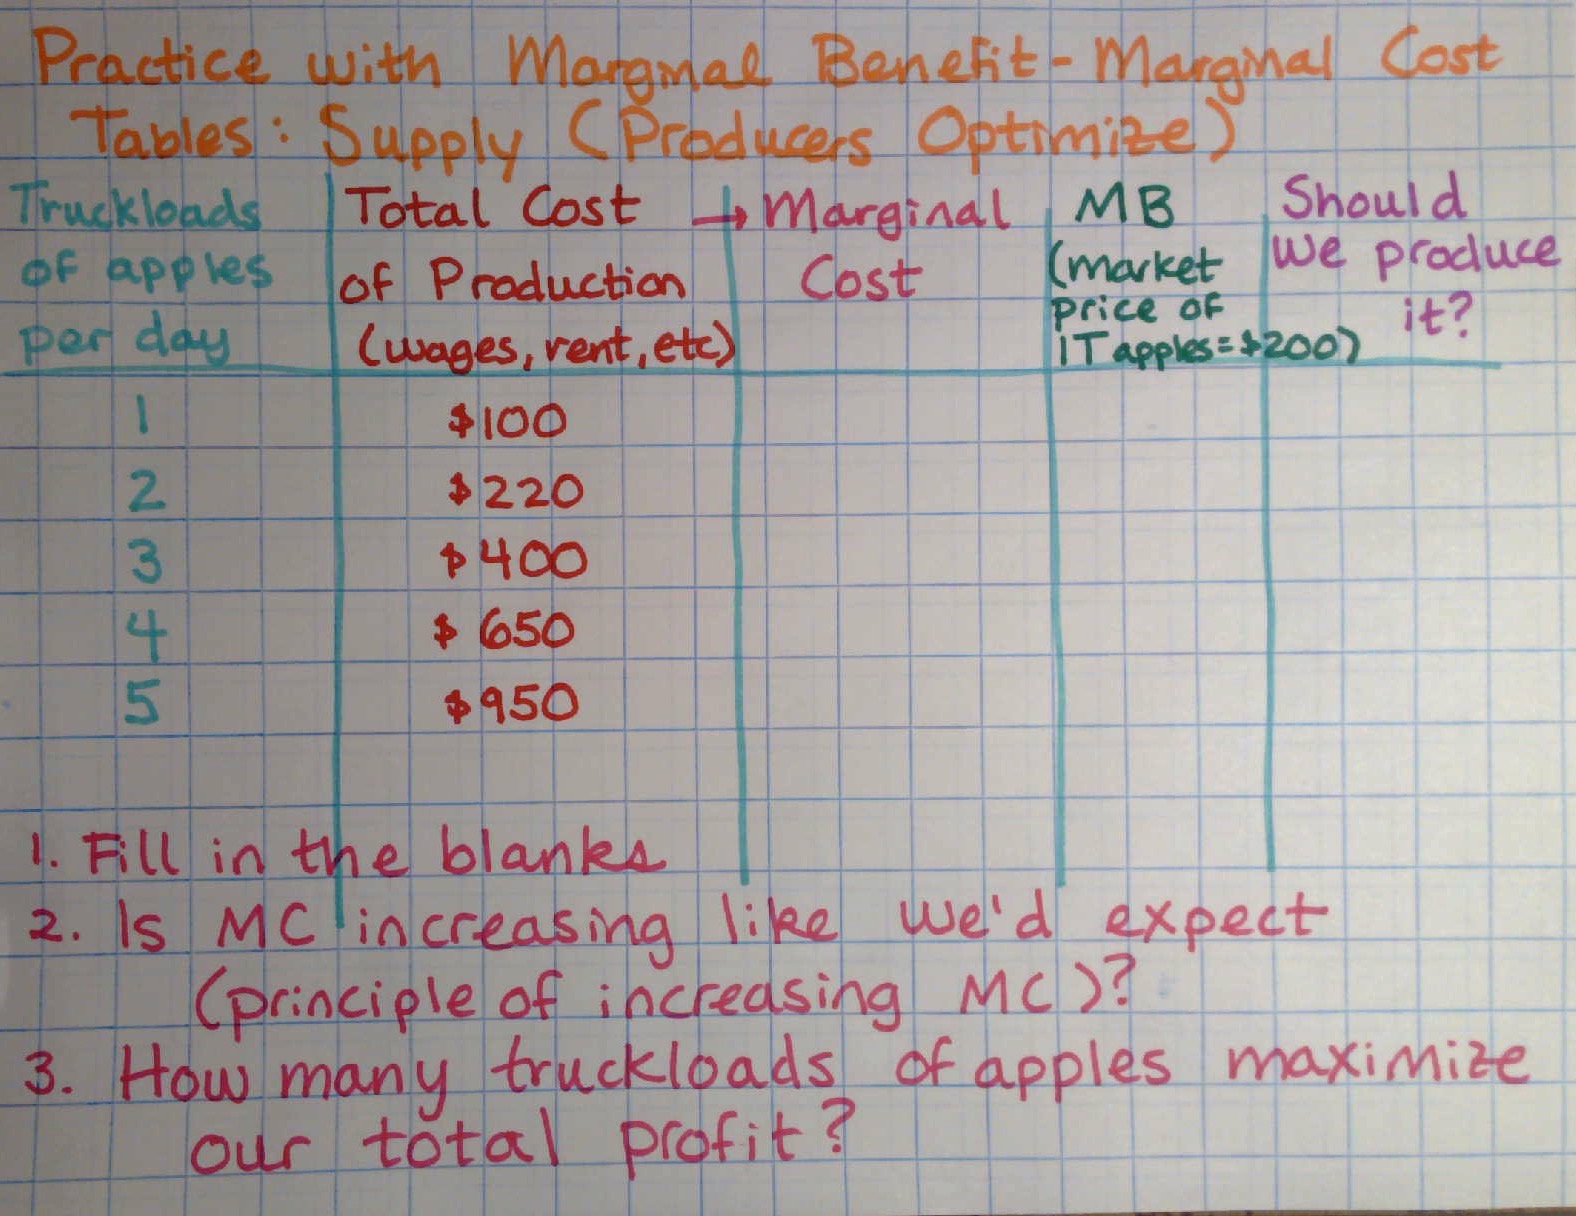 Practice with Marginal Benefit-Marginal Cost
Tables: Supply (Producers Optimize)
Truckloads
of apples
per day
Total Cost →
of Production
(wages, rent, etc)
Marginal
Cost
MB
(market
price of
1T apples=$200)
Should
we produce
it?
1 $100
2 $220
3 $400
4 $650
5 $950
1. Fill in the blanks
2. Is MC increasing like we'd expect
(principle of increasing MC)?
3. How many truckloads of apples maximize
our total profit?